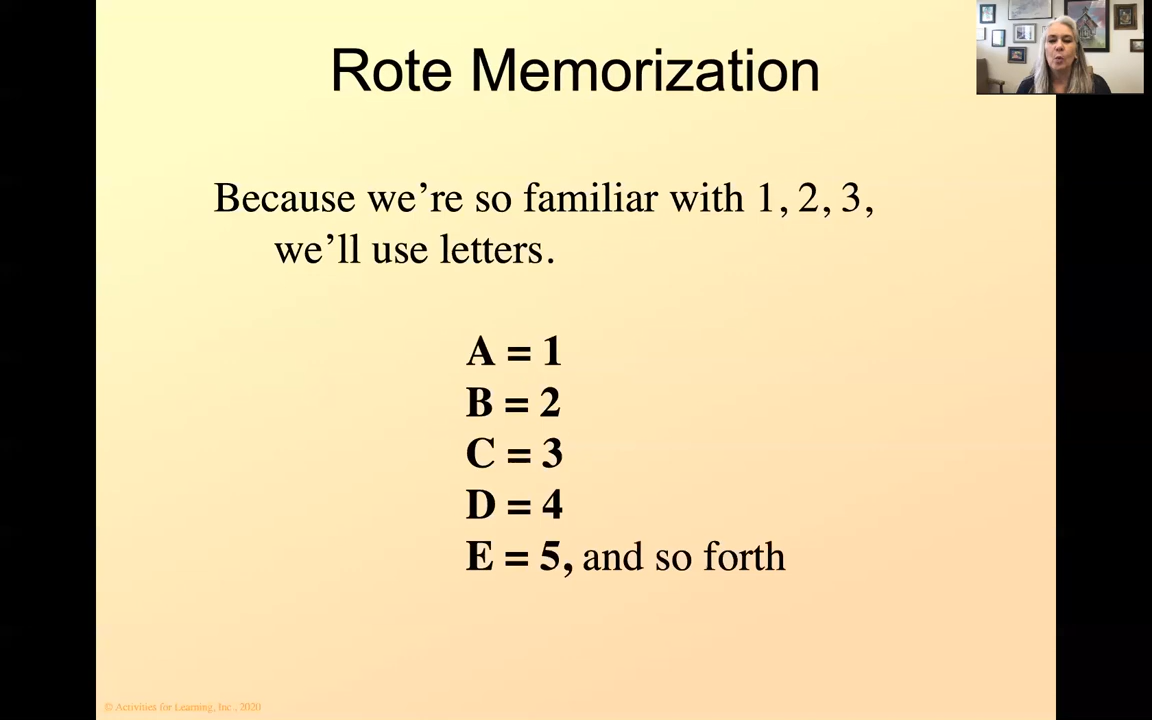 Rote Memorization
Because we’re so familiar with 1, 2, 3,
we’ll use letters.
A = 1
B = 2
C = 3
D = 4
E = 5, and so forth
© Activities for Learning, Inc., 2020